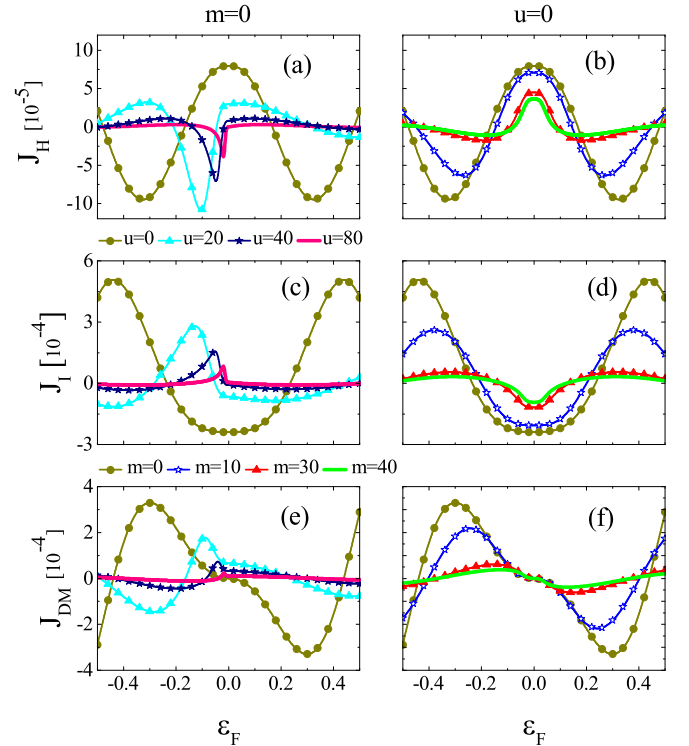 m=0 u=0
(a) (b)
10
5
0
-5
-10
J_H [10^-5]
u=0 u=20 u=40 u=80
(c) (d)
6
3
0
-3
J_I [10^-4]
m=0 m=10 m=30 m=40
(e) (f)
4
2
0
-2
-4
J_DM [10^-4]
-0.4 -0.2 0.0 0.2 0.4 -0.4 -0.2 0.0 0.2 0.4
ε_F ε_F